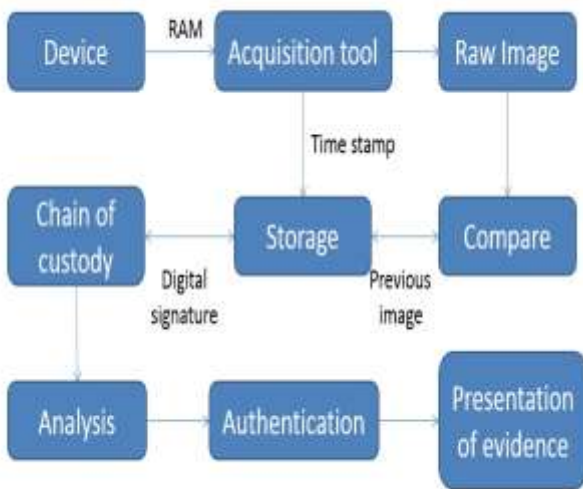 RAM
Device
Acquisition tool
Raw Image
Time stamp
Chain of
custody
Storage
Compare
Digital
signature
Previous
image
Analysis
Authentication
Presentation
of evidence